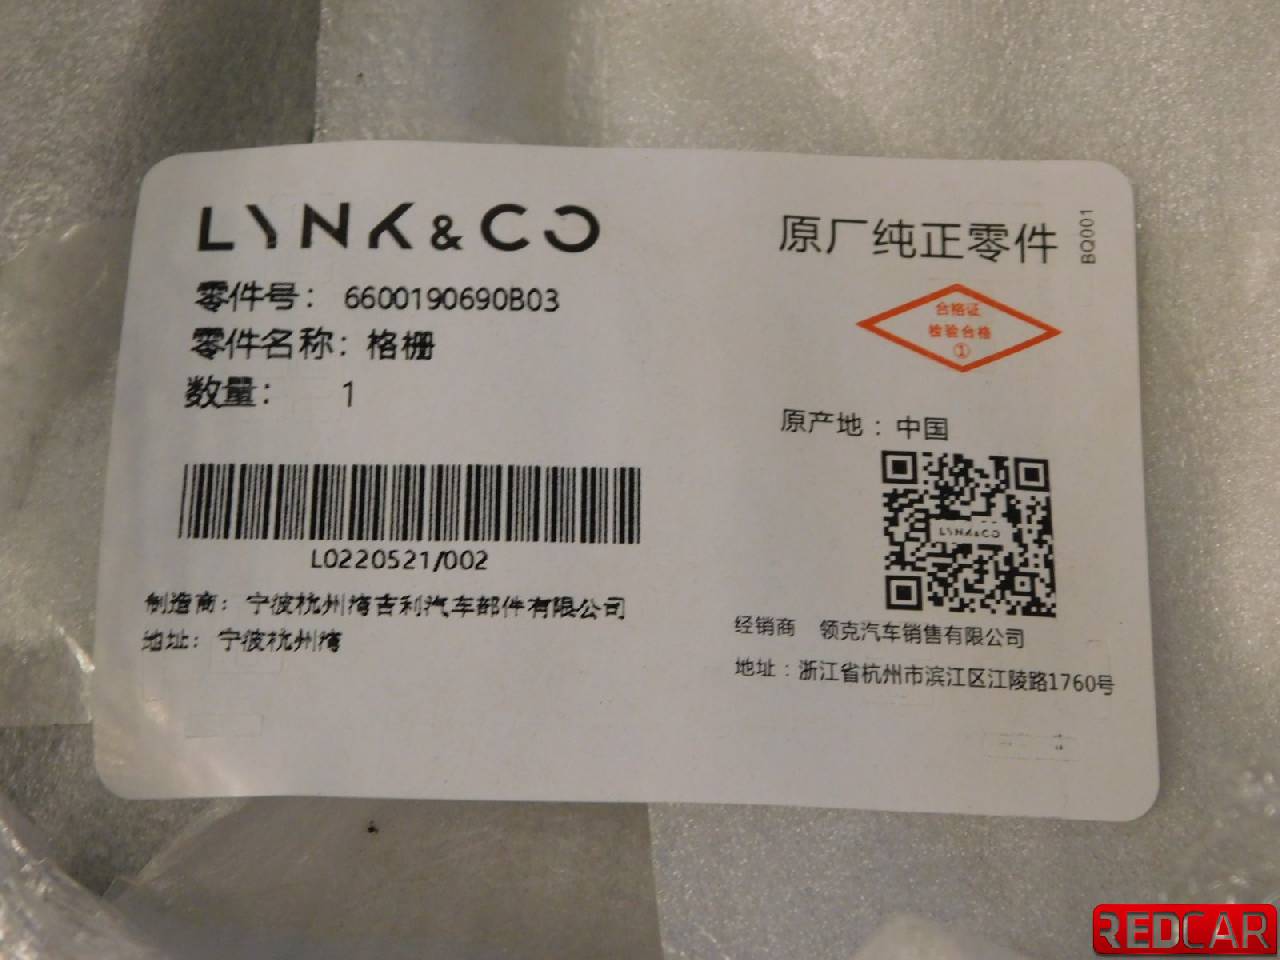 LYNK & CO
零件号： 6600190690B03
零件名称：格栅
数量： 1
L0220521/002
制造商：宁波杭州湾吉利汽车部件有限公司
地址：宁波杭州湾
原厂纯正零件
BQ001
合格证
检验合格
①
原产地：中国
LYNK&CO
经销商 领克汽车销售有限公司
地址：浙江省杭州市滨江区江陵路1760号
REDCAR